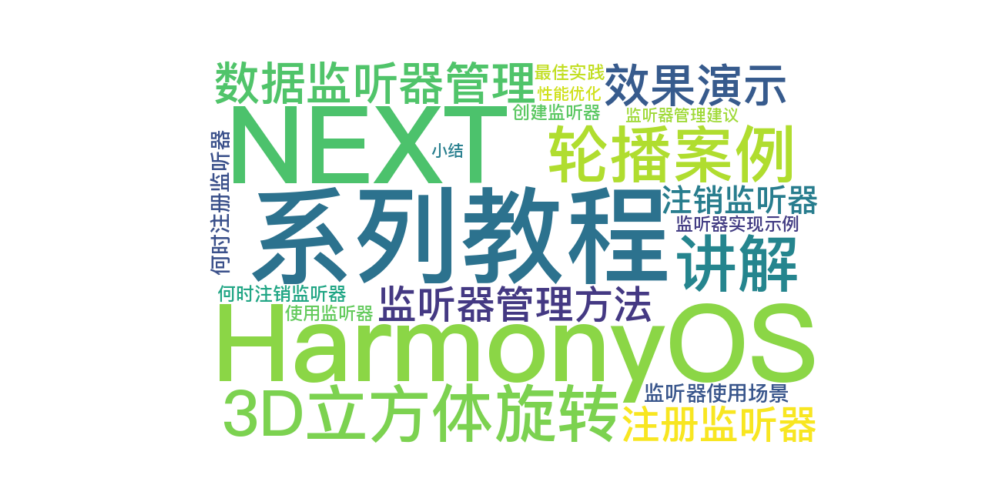 数据监听器管理
最佳实践
效果演示
性能优化
NEXT
创建监听器
监听器管理建议
小结
轮播案例
何时注册监听器
系列教程
注销监听器
监听器实现示例
讲解
何时注销监听器
监听器管理方法
使用监听器
HarmonyOS
3D立方体旋转
监听器使用场景
注册监听器